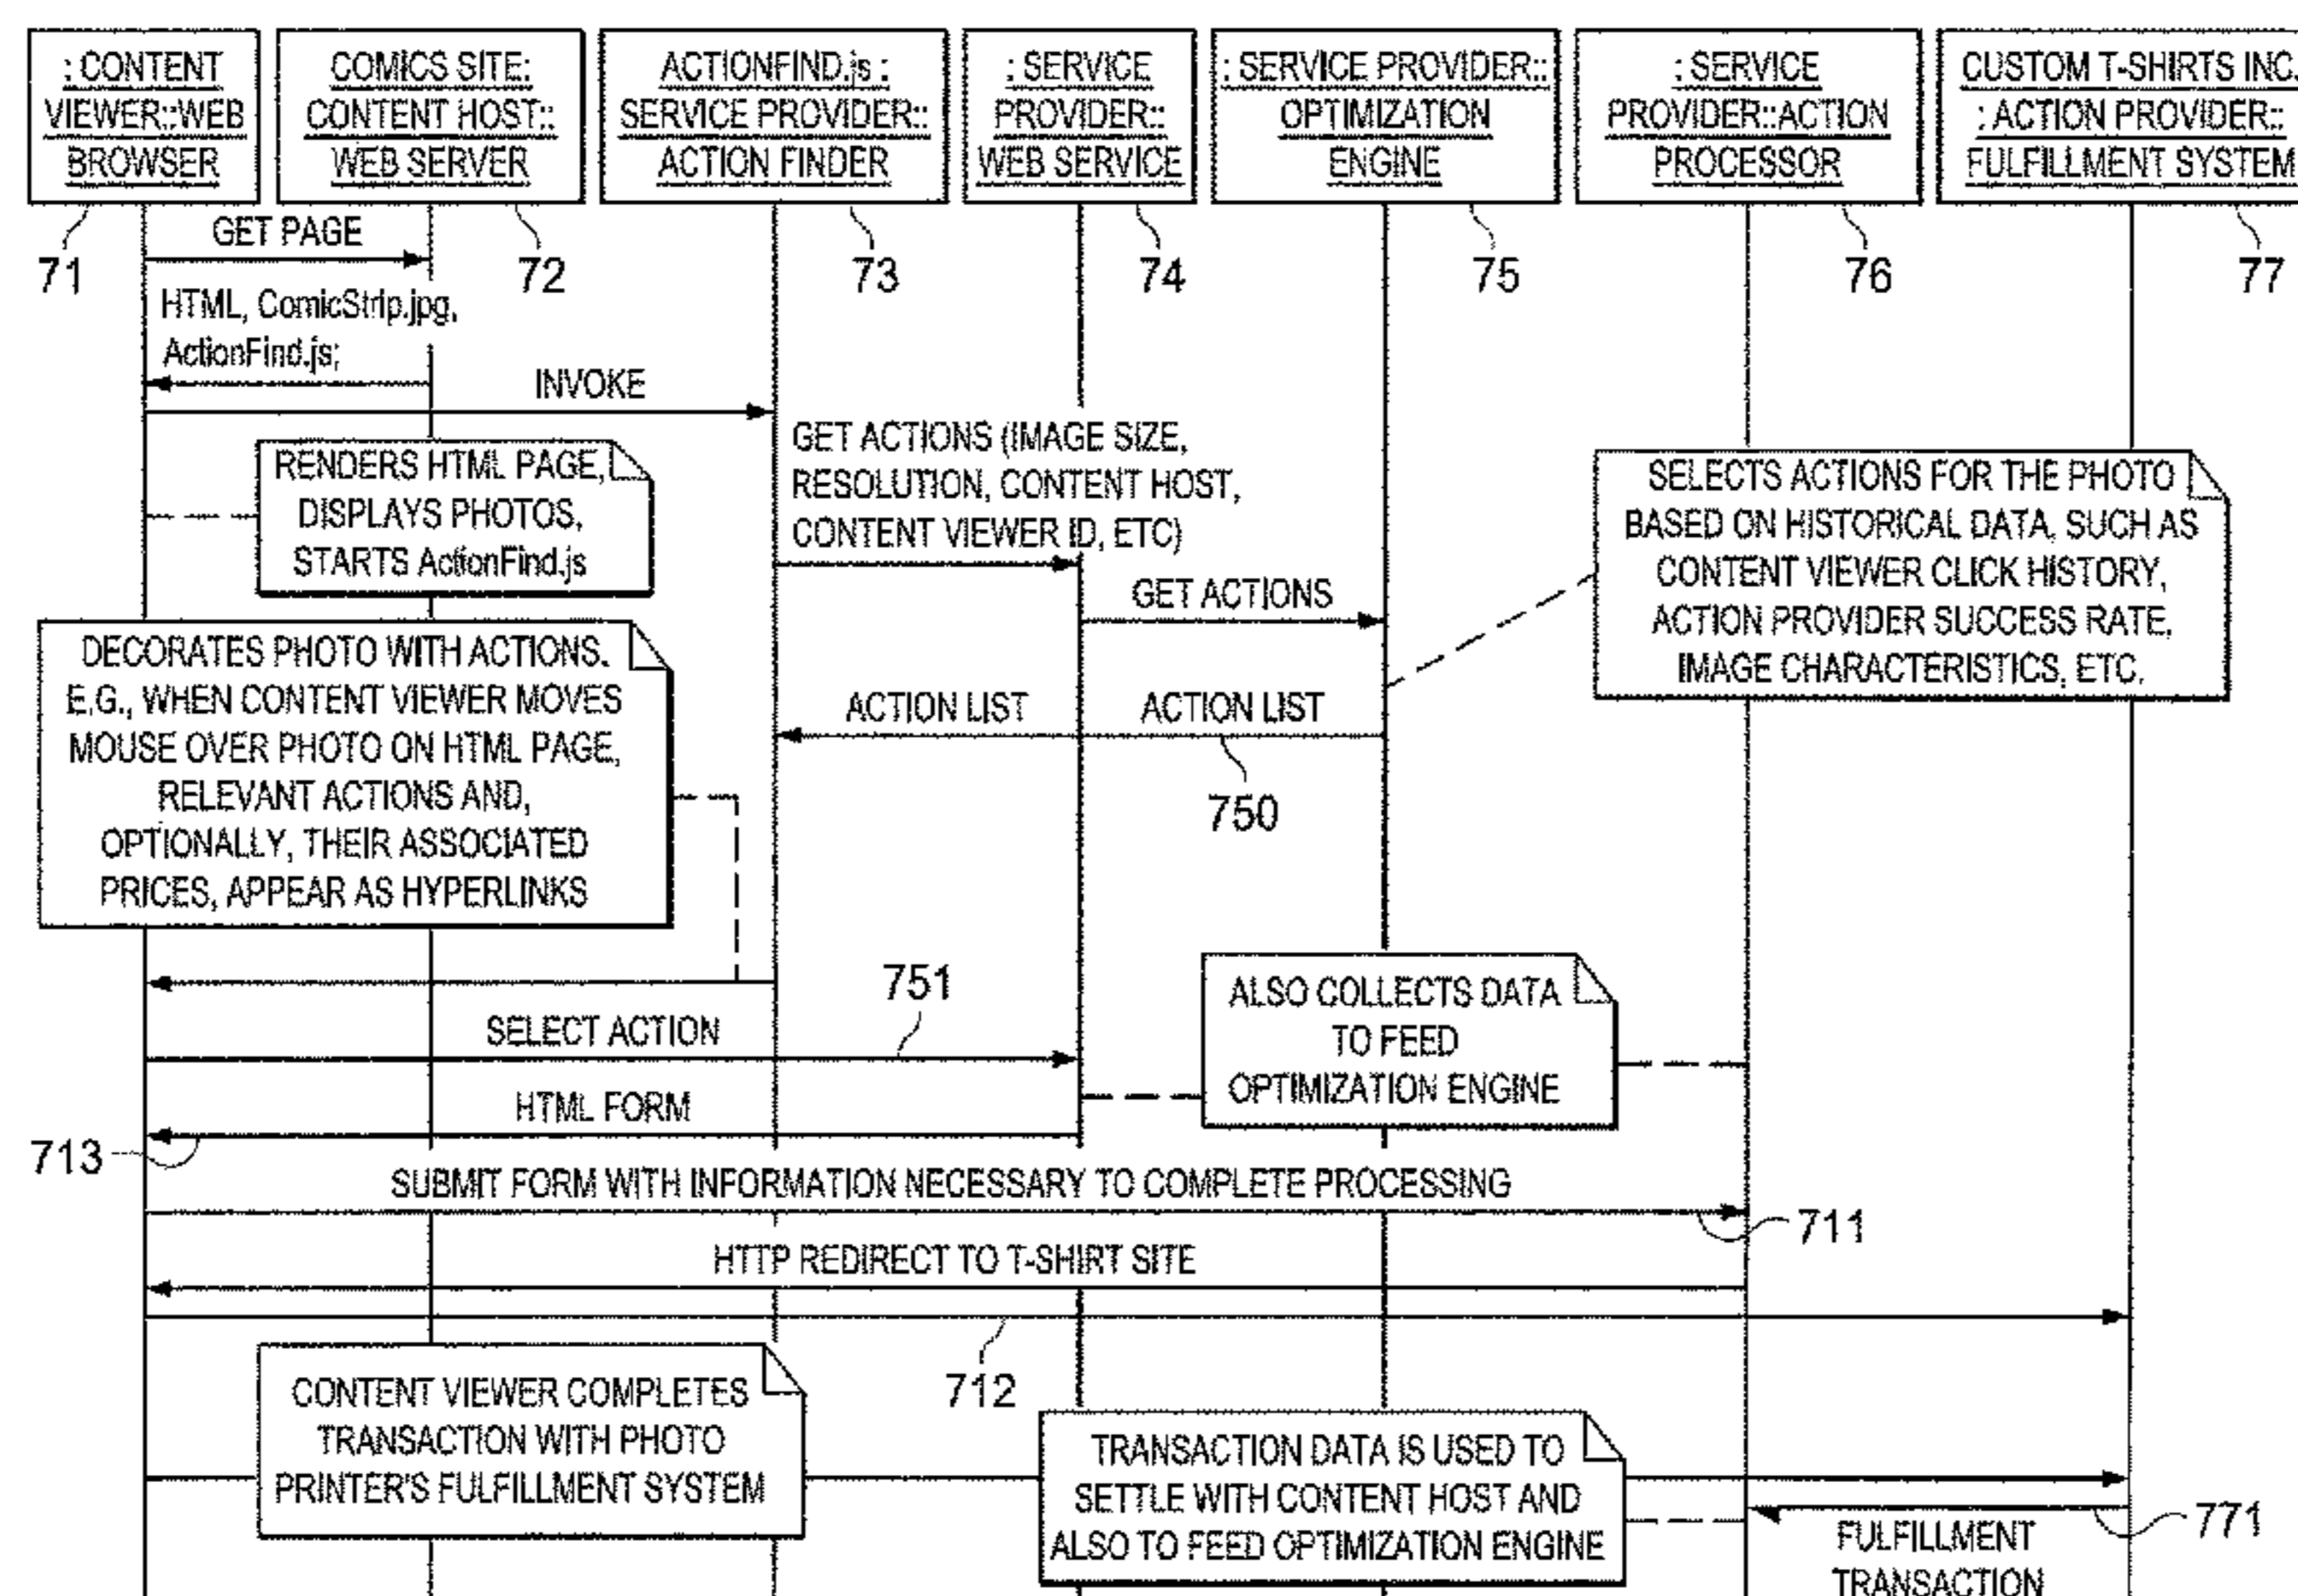 : CONTENT
VIEWER::WEB
BROWSER
COMICS SITE:
CONTENT HOST::
WEB SERVER
ACTIONFIND.js :
SERVICE PROVIDER::
ACTION FINDER
: SERVICE
PROVIDER::
WEB SERVICE
: SERVICE PROVIDER::
OPTIMIZATION
ENGINE
: SERVICE
PROVIDER::ACTION
PROCESSOR
CUSTOM T-SHIRTS INC.
: ACTION PROVIDER::
FULFILLMENT SYSTEM
71
72
73
74
75
76
77
GET PAGE
HTML, ComicStrip.jpg,
ActionFind.js;
INVOKE
RENDERS HTML PAGE,
DISPLAYS PHOTOS,
STARTS ActionFind.js
GET ACTIONS (IMAGE SIZE,
RESOLUTION, CONTENT HOST,
CONTENT VIEWER ID, ETC)
GET ACTIONS
SELECTS ACTIONS FOR THE PHOTO
BASED ON HISTORICAL DATA, SUCH AS
CONTENT VIEWER CLICK HISTORY,
ACTION PROVIDER SUCCESS RATE,
IMAGE CHARACTERISTICS, ETC.
DECORATES PHOTO WITH ACTIONS.
E.G., WHEN CONTENT VIEWER MOVES
MOUSE OVER PHOTO ON HTML PAGE,
RELEVANT ACTIONS AND,
OPTIONALLY, THEIR ASSOCIATED
PRICES, APPEAR AS HYPERLINKS
ACTION LIST
ACTION LIST
750
751
SELECT ACTION
ALSO COLLECTS DATA
TO FEED
OPTIMIZATION ENGINE
HTML FORM
713
SUBMIT FORM WITH INFORMATION NECESSARY TO COMPLETE PROCESSING
711
HTTP REDIRECT TO T-SHIRT SITE
712
CONTENT VIEWER COMPLETES
TRANSACTION WITH PHOTO
PRINTER'S FULFILLMENT SYSTEM
TRANSACTION DATA IS USED TO
SETTLE WITH CONTENT HOST AND
ALSO TO FEED OPTIMIZATION ENGINE
771
FULFILLMENT
TRANSACTION